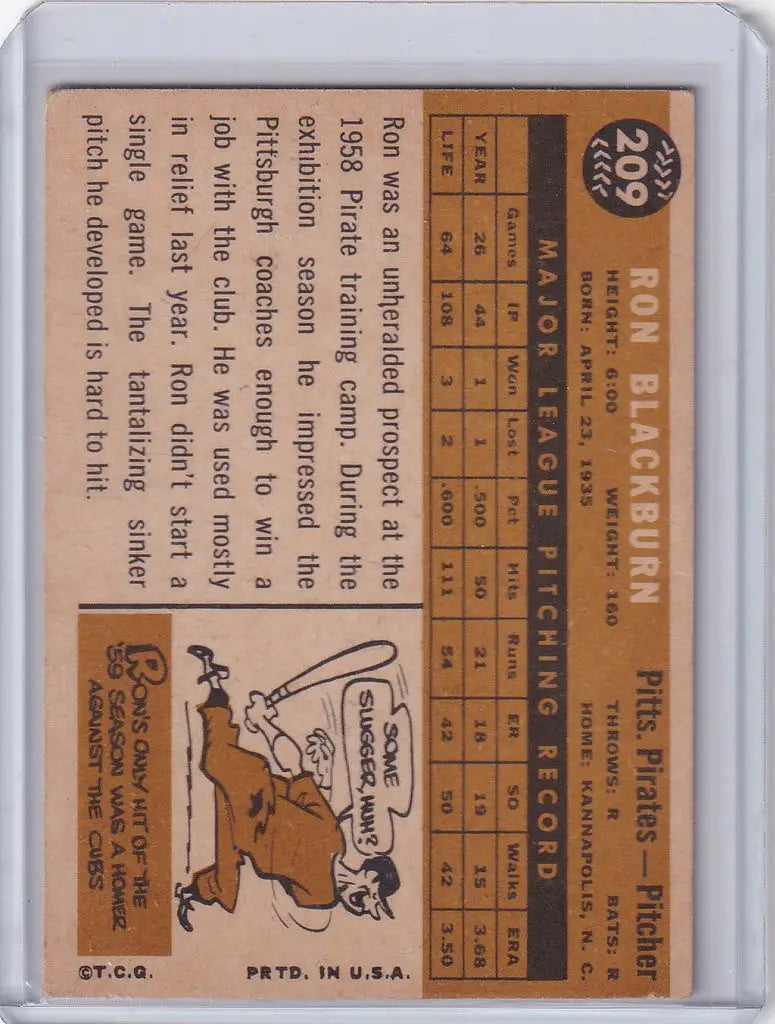 209
RON BLACKBURN
Pitts. Pirates — Pitcher
HEIGHT: 6:00 WEIGHT: 160 THROWS: R BATS: R
BORN: APRIL 23, 1935 HOME: KANNAPOLIS, N. C.
MAJOR LEAGUE PITCHING RECORD
Games IP Won Lost Pct Hits Runs ER SO Walks ERA
YEAR 26 44 1 1 .500 50 21 18 19 15 3.68
LIFE 64 108 3 2 .600 111 54 42 50 42 3.50
Ron was an unheralded prospect at the
1958 Pirate training camp. During the
exhibition season he impressed the
Pittsburgh coaches enough to win a
job with the club. He was used mostly
in relief last year. Ron didn't start a
single game. The tantalizing sinker
pitch he developed is hard to hit.
SOME
SLUGGER, HUH?
RON'S ONLY HIT OF THE
'59 SEASON WAS A HOMER
AGAINST THE CUBS
©T.C.G. PRTD. IN U.S.A.